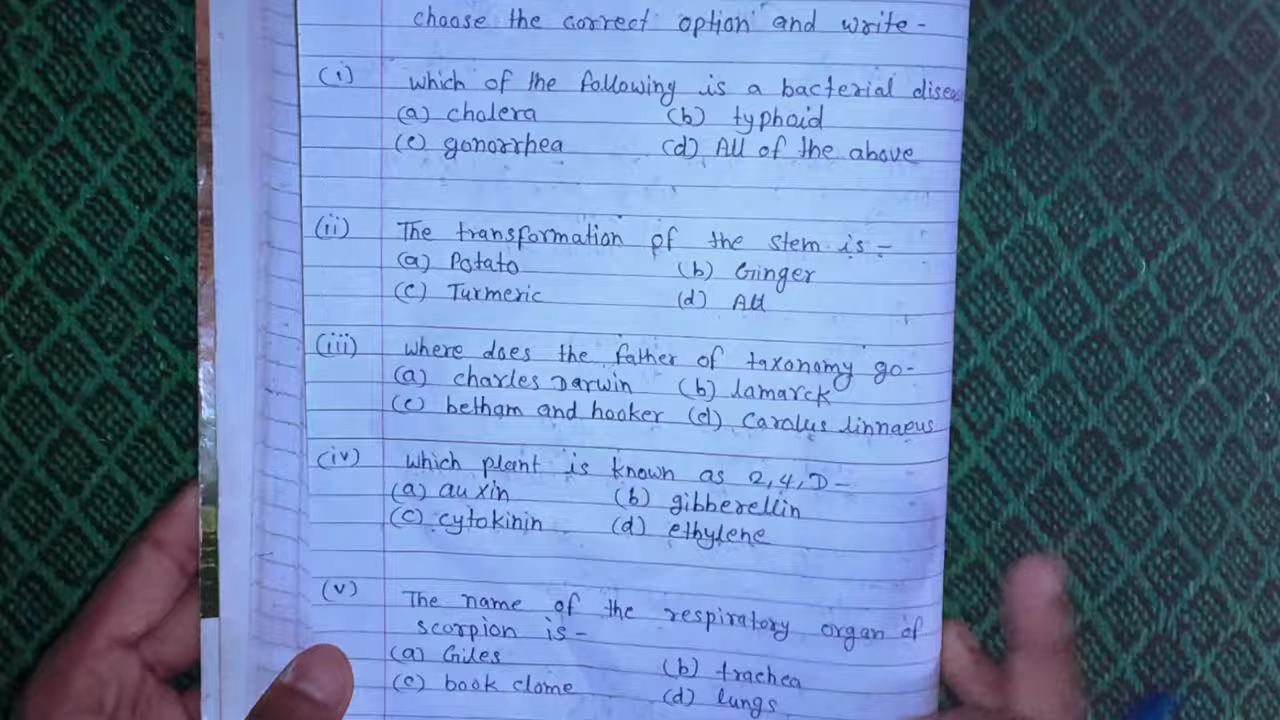 choose the correct option and write-
(i) which of the following is a bacterial disea
(a) cholera (b) typhoid
(c) gonorrhea (d) All of the above
(ii) The transformation of the stem is-
(a) Potato (b) Ginger
(c) Turmeric (d) All
(iii) where does the father of taxonomy go-
(a) charles Darwin (b) lamarck
(c) betham and hooker (d) Carolus linnaeus
(iv) which plant is known as 2,4,D-
(a) auxin (b) gibberellin
(c) cytokinin (d) ethylene
(v) The name of the respiratory organ of
scorpion is-
(a) Giles (b) trachea
(c) book clome (d) lungs